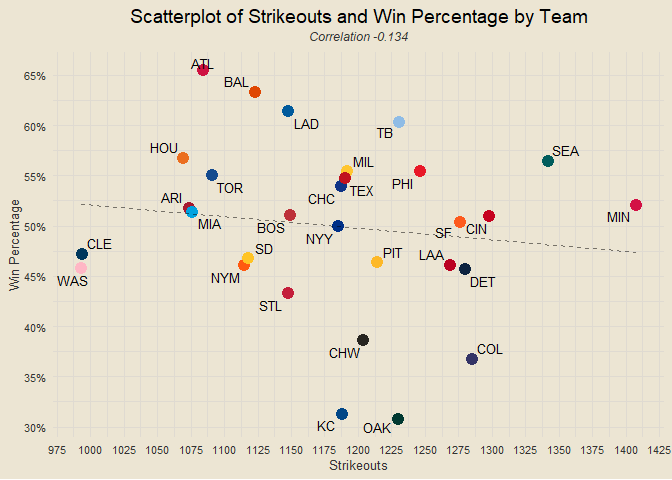 Scatterplot of Strikeouts and Win Percentage by Team
Correlation -0.134
65%
60%
55%
50%
45%
40%
35%
30%
Win Percentage
ATL
BAL
LAD
TB
HOU
TOR
MIL
TEX
CHC
PHI
SEA
ARI
MIA
BOS
NYY
SF
CIN
MIN
CLE
WAS
NYM
SD
PIT
LAA
DET
STL
CHW
COL
KC
OAK
975 1000 1025 1050 1075 1100 1125 1150 1175 1200 1225 1250 1275 1300 1325 1350 1375 1400 1425
Strikeouts